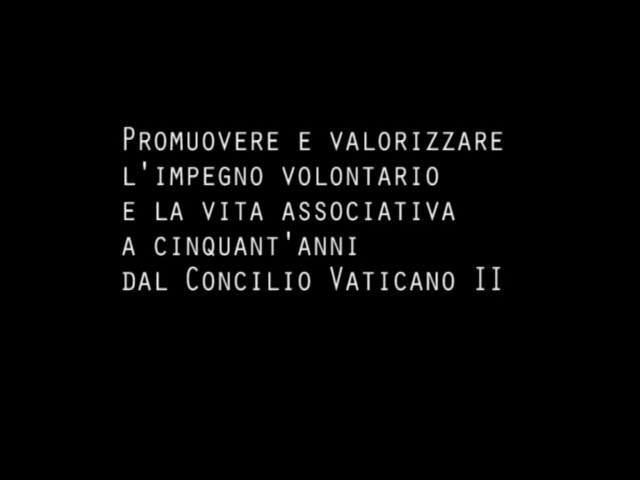 Promuovere e valorizzare
l'impegno volontario
e la vita associativa
a cinquant'anni
dal Concilio Vaticano II